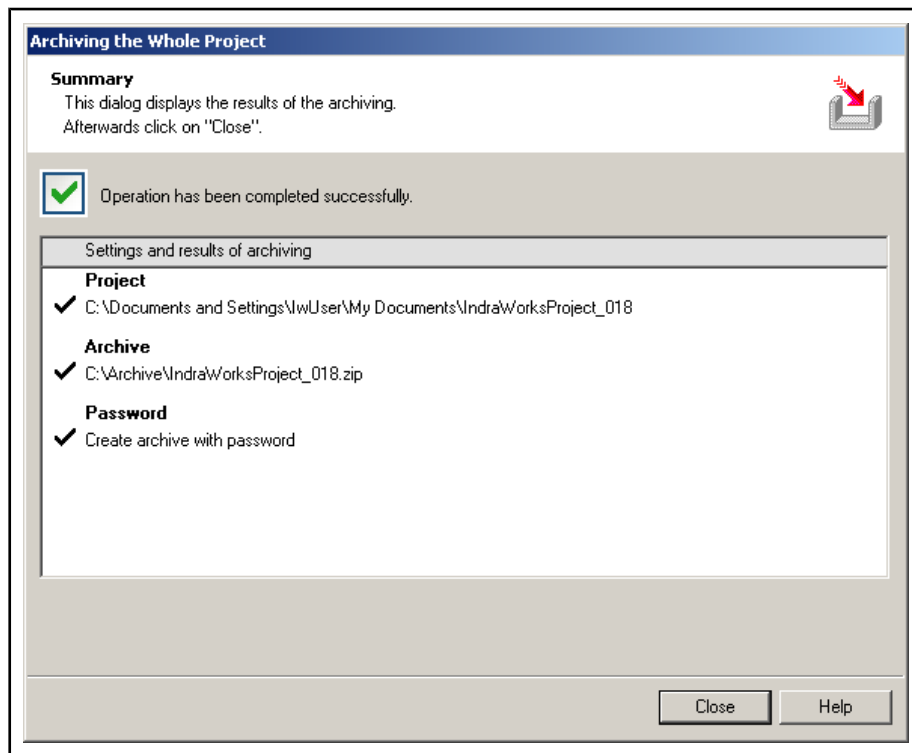 Archiving the Whole Project
Summary
This dialog displays the results of the archiving.
Afterwards click on "Close".
Operation has been completed successfully.
Settings and results of archiving
Project
C:\Documents and Settings\IwUser\My Documents\IndraWorksProject_018
Archive
C:\Archive\IndraWorksProject_018.zip
Password
Create archive with password
Close
Help